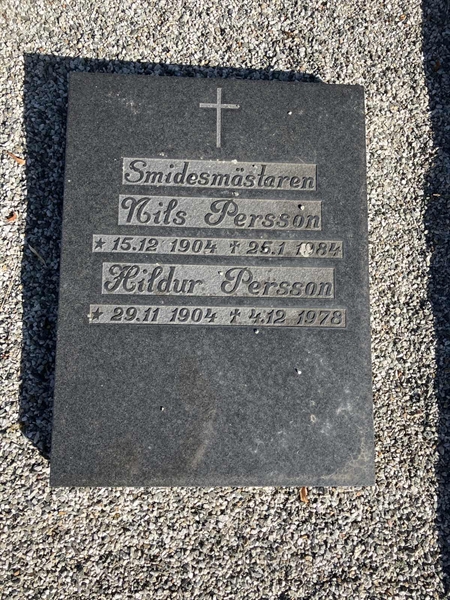 Smidesmästaren
Nils Persson
* 15.12 1904 † 26.1 1984
Hildur Persson
* 29.11 1904 † 4.12 1978